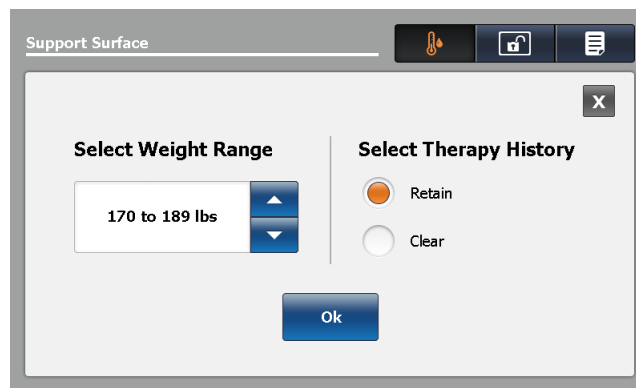 Support Surface
X
Select Weight Range
170 to 189 lbs
Select Therapy History
Retain
Clear
Ok